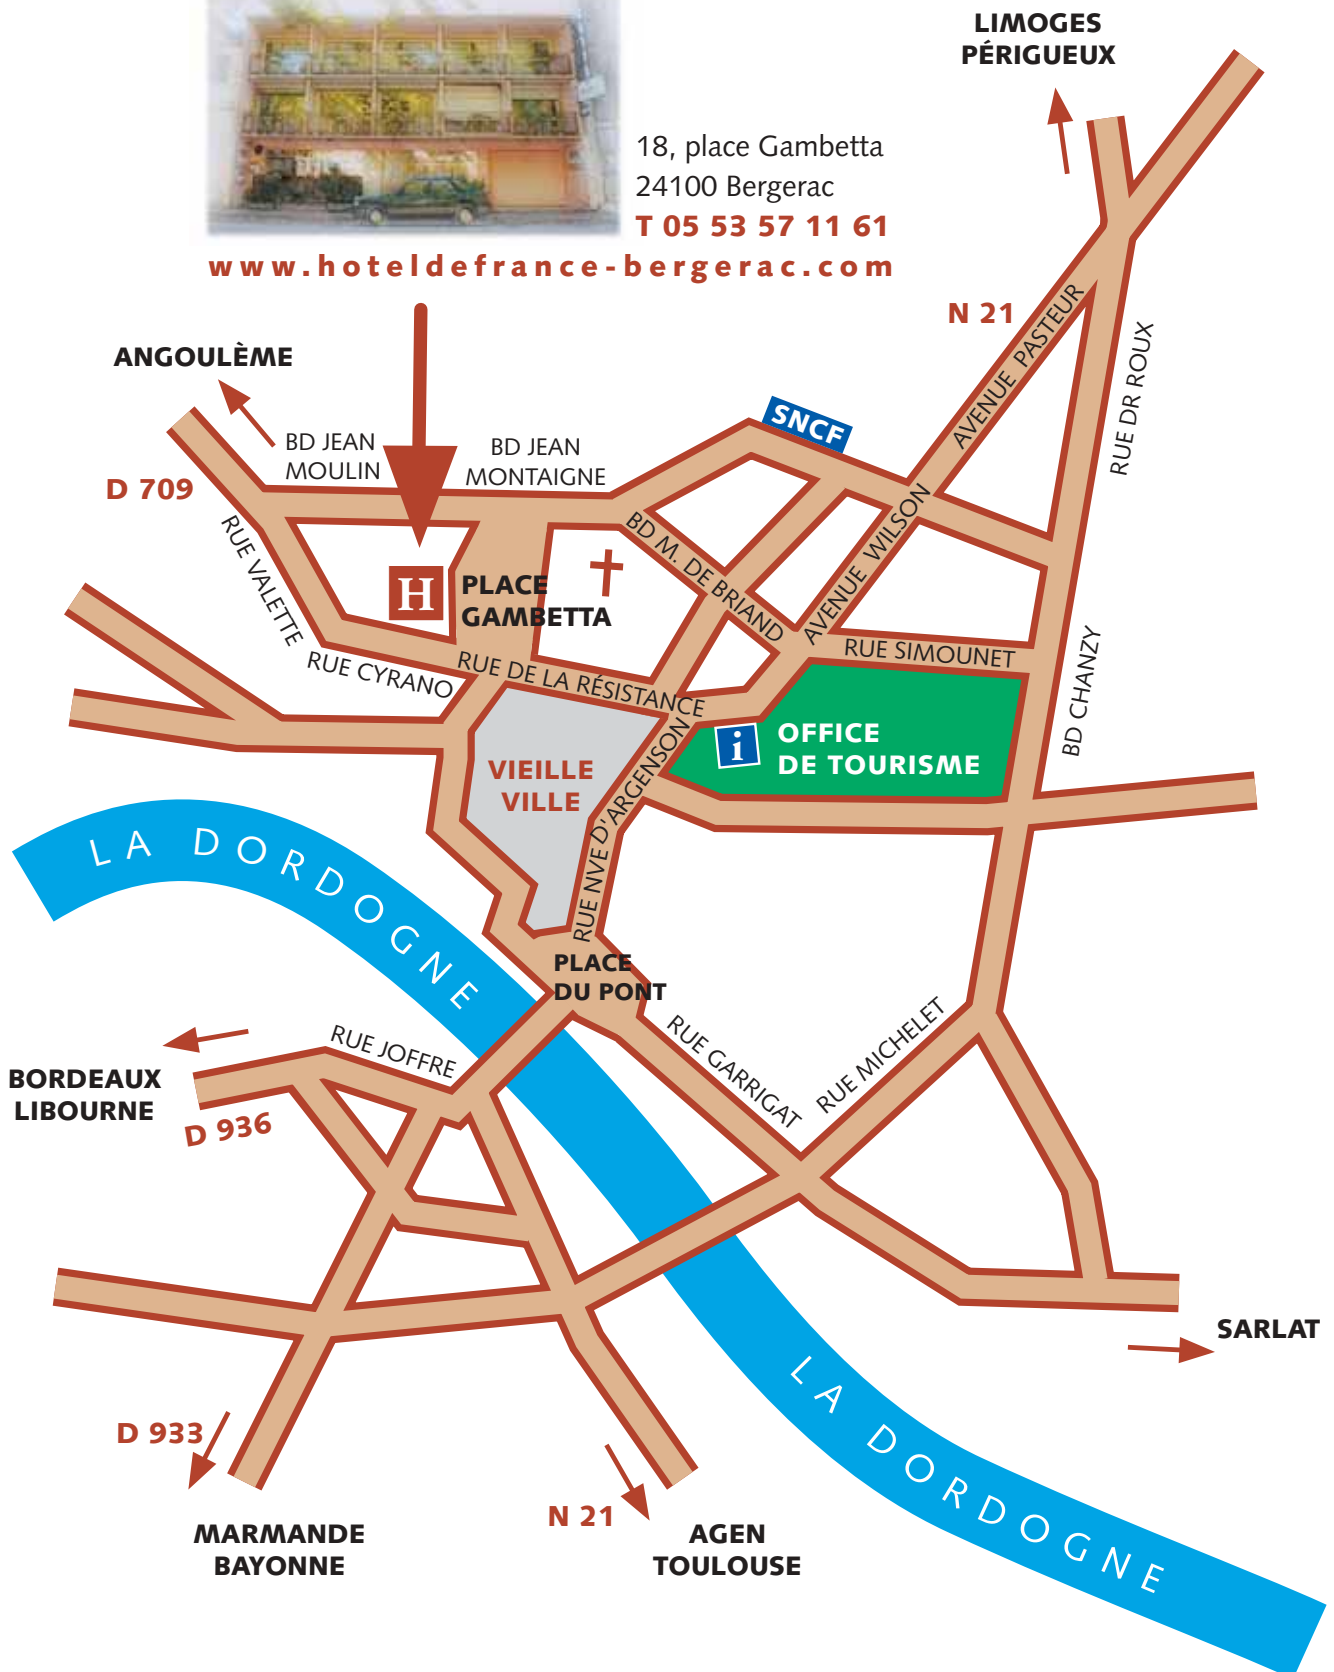 LIMOGES
PÉRIGUEUX
18, place Gambetta
24100 Bergerac
T 05 53 57 11 61
www.hoteldefrance-bergerac.com
N 21
AVENUE PASTEUR
RUE DR ROUX
ANGOULÈME
D 709
BD JEAN
MOULIN
BD JEAN
MONTAIGNE
SNCF
RUE VALETTE
H
PLACE
GAMBETTA
BD M. DE BRIAND
AVENUE WILSON
RUE SIMOUNET
BD CHANZY
RUE CYRANO
RUE DE LA RÉSISTANCE
i
OFFICE
DE TOURISME
VIEILLE
VILLE
RUE NVE D'ARGENSON
LA DORDOGNE
PLACE
DU PONT
RUE JOFFRE
RUE GARRIGAT
RUE MICHELET
BORDEAUX
LIBOURNE
D 936
SARLAT
LA DORDOGNE
D 933
MARMANDE
BAYONNE
N 21
AGEN
TOULOUSE